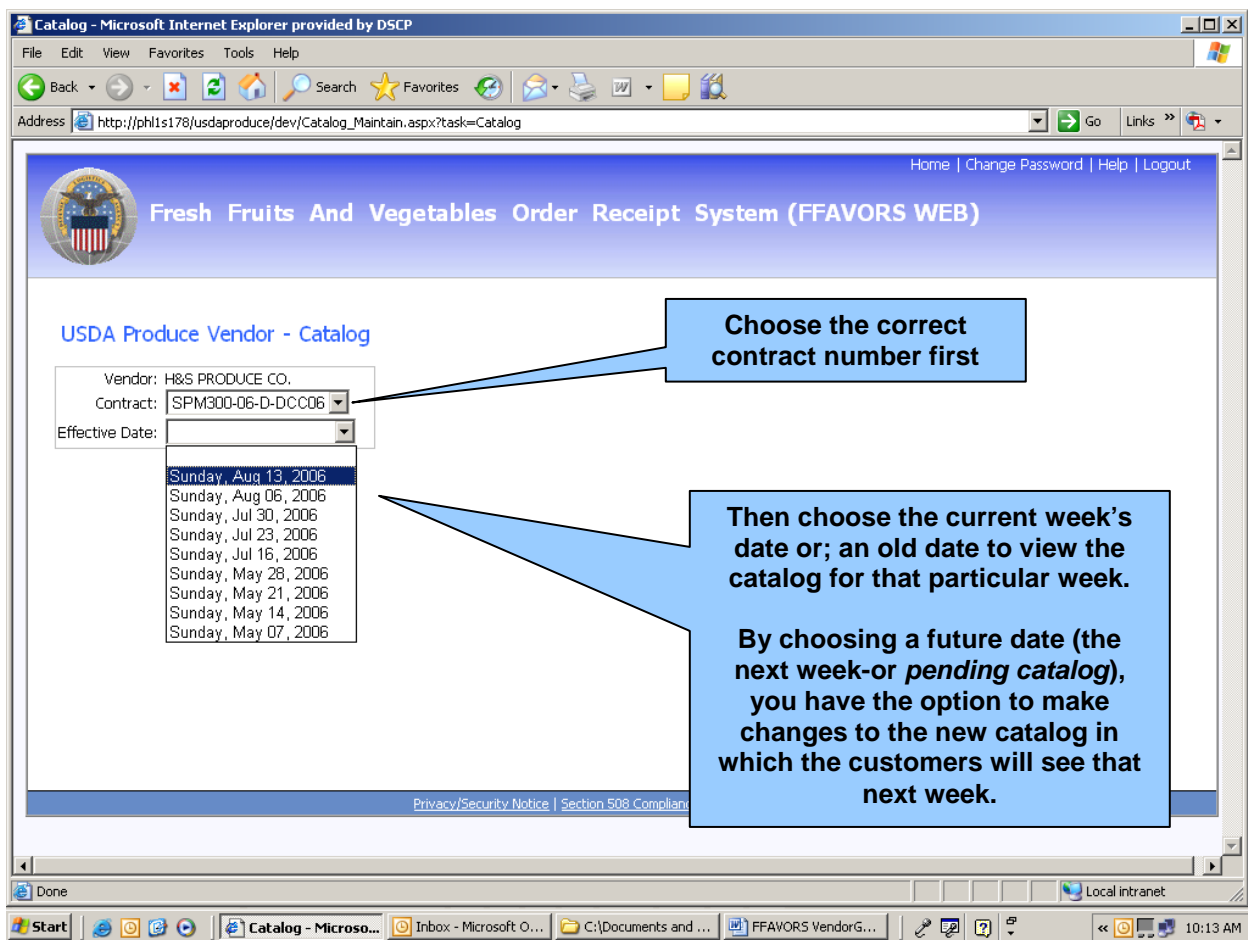 Catalog - Microsoft Internet Explorer provided by DSCP
File Edit View Favorites Tools Help
Back Search Favorites
Address http://phl1s178/usdaproduce/dev/Catalog_Maintain.aspx?task=Catalog Go Links »
Home | Change Password | Help | Logout
Fresh Fruits And Vegetables Order Receipt System (FFAVORS WEB)
USDA Produce Vendor - Catalog
Vendor: H&S PRODUCE CO.
Contract: SPM300-06-D-DCC06
Effective Date:
Sunday, Aug 13, 2006
Sunday, Aug 06, 2006
Sunday, Jul 30, 2006
Sunday, Jul 23, 2006
Sunday, Jul 16, 2006
Sunday, May 28, 2006
Sunday, May 21, 2006
Sunday, May 14, 2006
Sunday, May 07, 2006
Choose the correct
contract number first
Then choose the current week's
date or; an old date to view the
catalog for that particular week.
By choosing a future date (the
next week-or pending catalog),
you have the option to make
changes to the new catalog in
which the customers will see that
next week.
Privacy/Security Notice | Section 508 Complianc
Done Local intranet
Start Catalog - Microso... Inbox - Microsoft O... C:\Documents and ... FFAVORS VendorG... « 10:13 AM